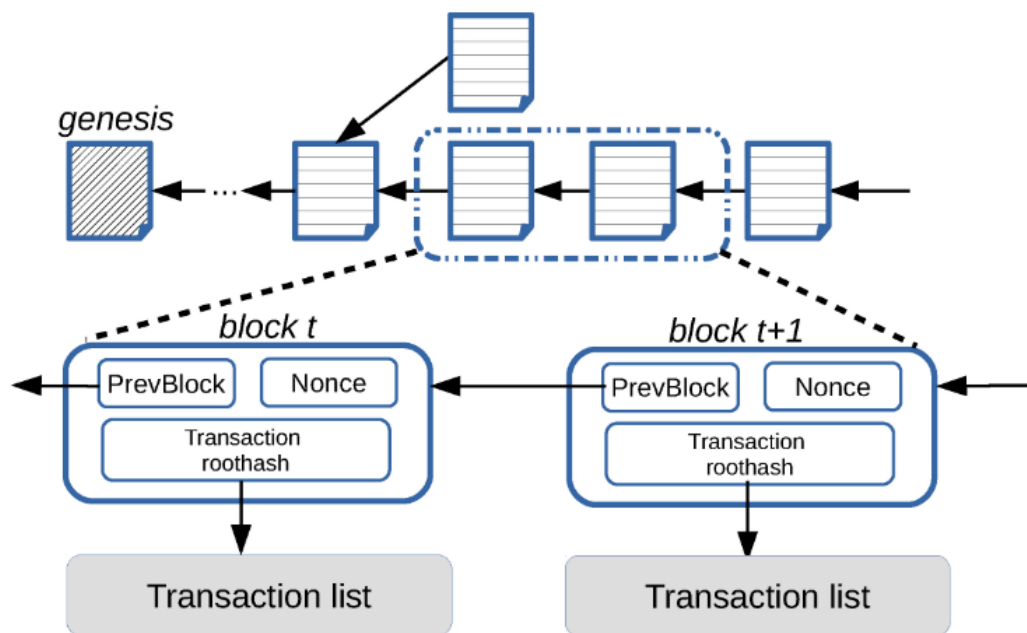 genesis
...
block t
block t+1
PrevBlock
Nonce
PrevBlock
Nonce
Transaction
roothash
Transaction
roothash
Transaction list
Transaction list